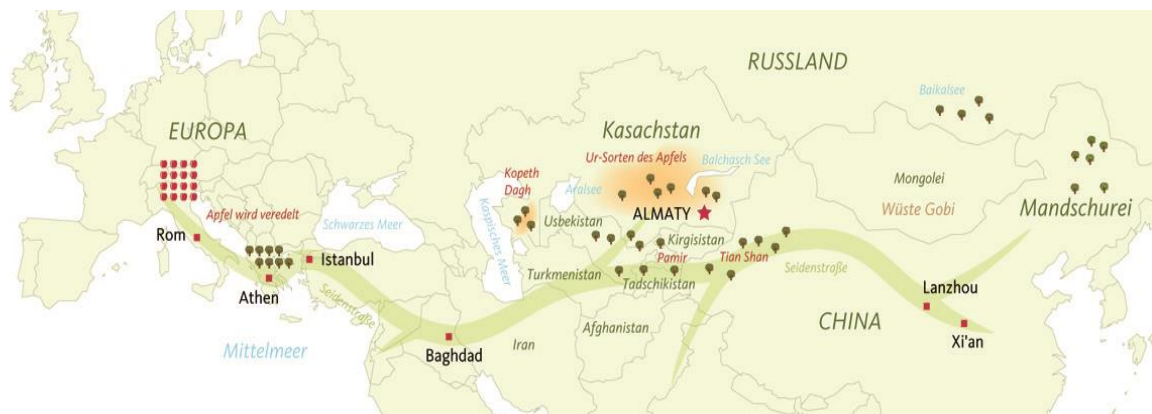 RUSSLAND
Baikalsee
EUROPA
Kasachstan
Ur-Sorten des Apfels
Balchasch See
Kopeth
Dagh
Aralsee
Mongolei
Mandschurei
Wüste Gobi
Apfel wird veredelt
Schwarzes Meer
Kaspisches Meer
Usbekistan
ALMATY
Rom
Kirgisistan
Istanbul
Pamir
Tian Shan
Seidenstraße
Turkmenistan
Tadschikistan
Athen
Seidenstraße
Lanzhou
Afghanistan
CHINA
Mittelmeer
Baghdad
Iran
Xi'an